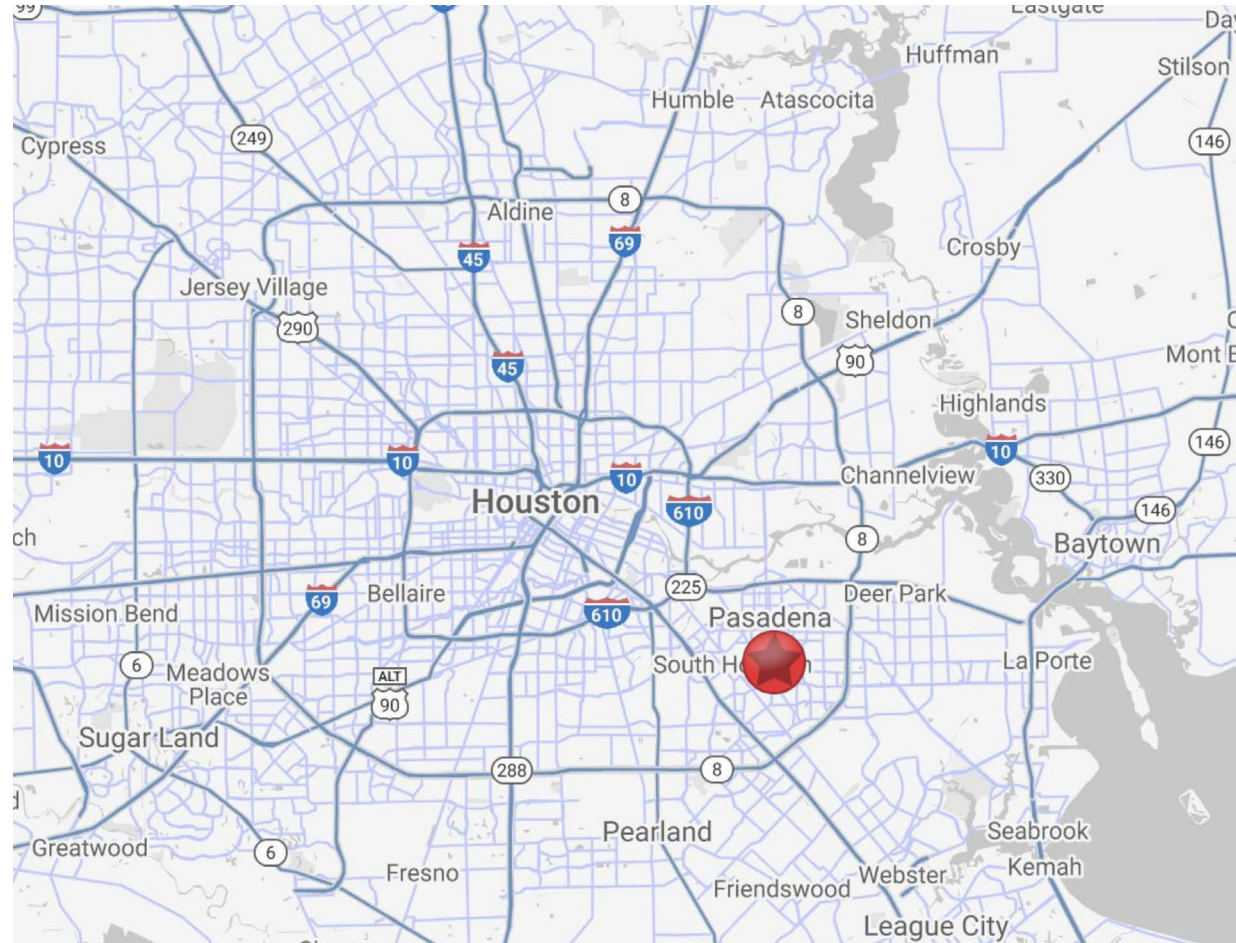 99
Eastgate
Huffman
Stilson
Humble
Atascocita
249
Cypress
146
8
Aldine
69
45
Crosby
Jersey Village
8
Sheldon
290
90
45
Highlands
146
10
10
10
10
Channelview
330
Houston
610
146
8
Baytown
225
Bellaire
69
Deer Park
Mission Bend
610
Pasadena
6
South
La Porte
Meadows
Place
ALT
90
Sugar Land
288
8
Pearland
Seabrook
Greatwood
6
Kemah
Fresno
Webster
Friendswood
League City